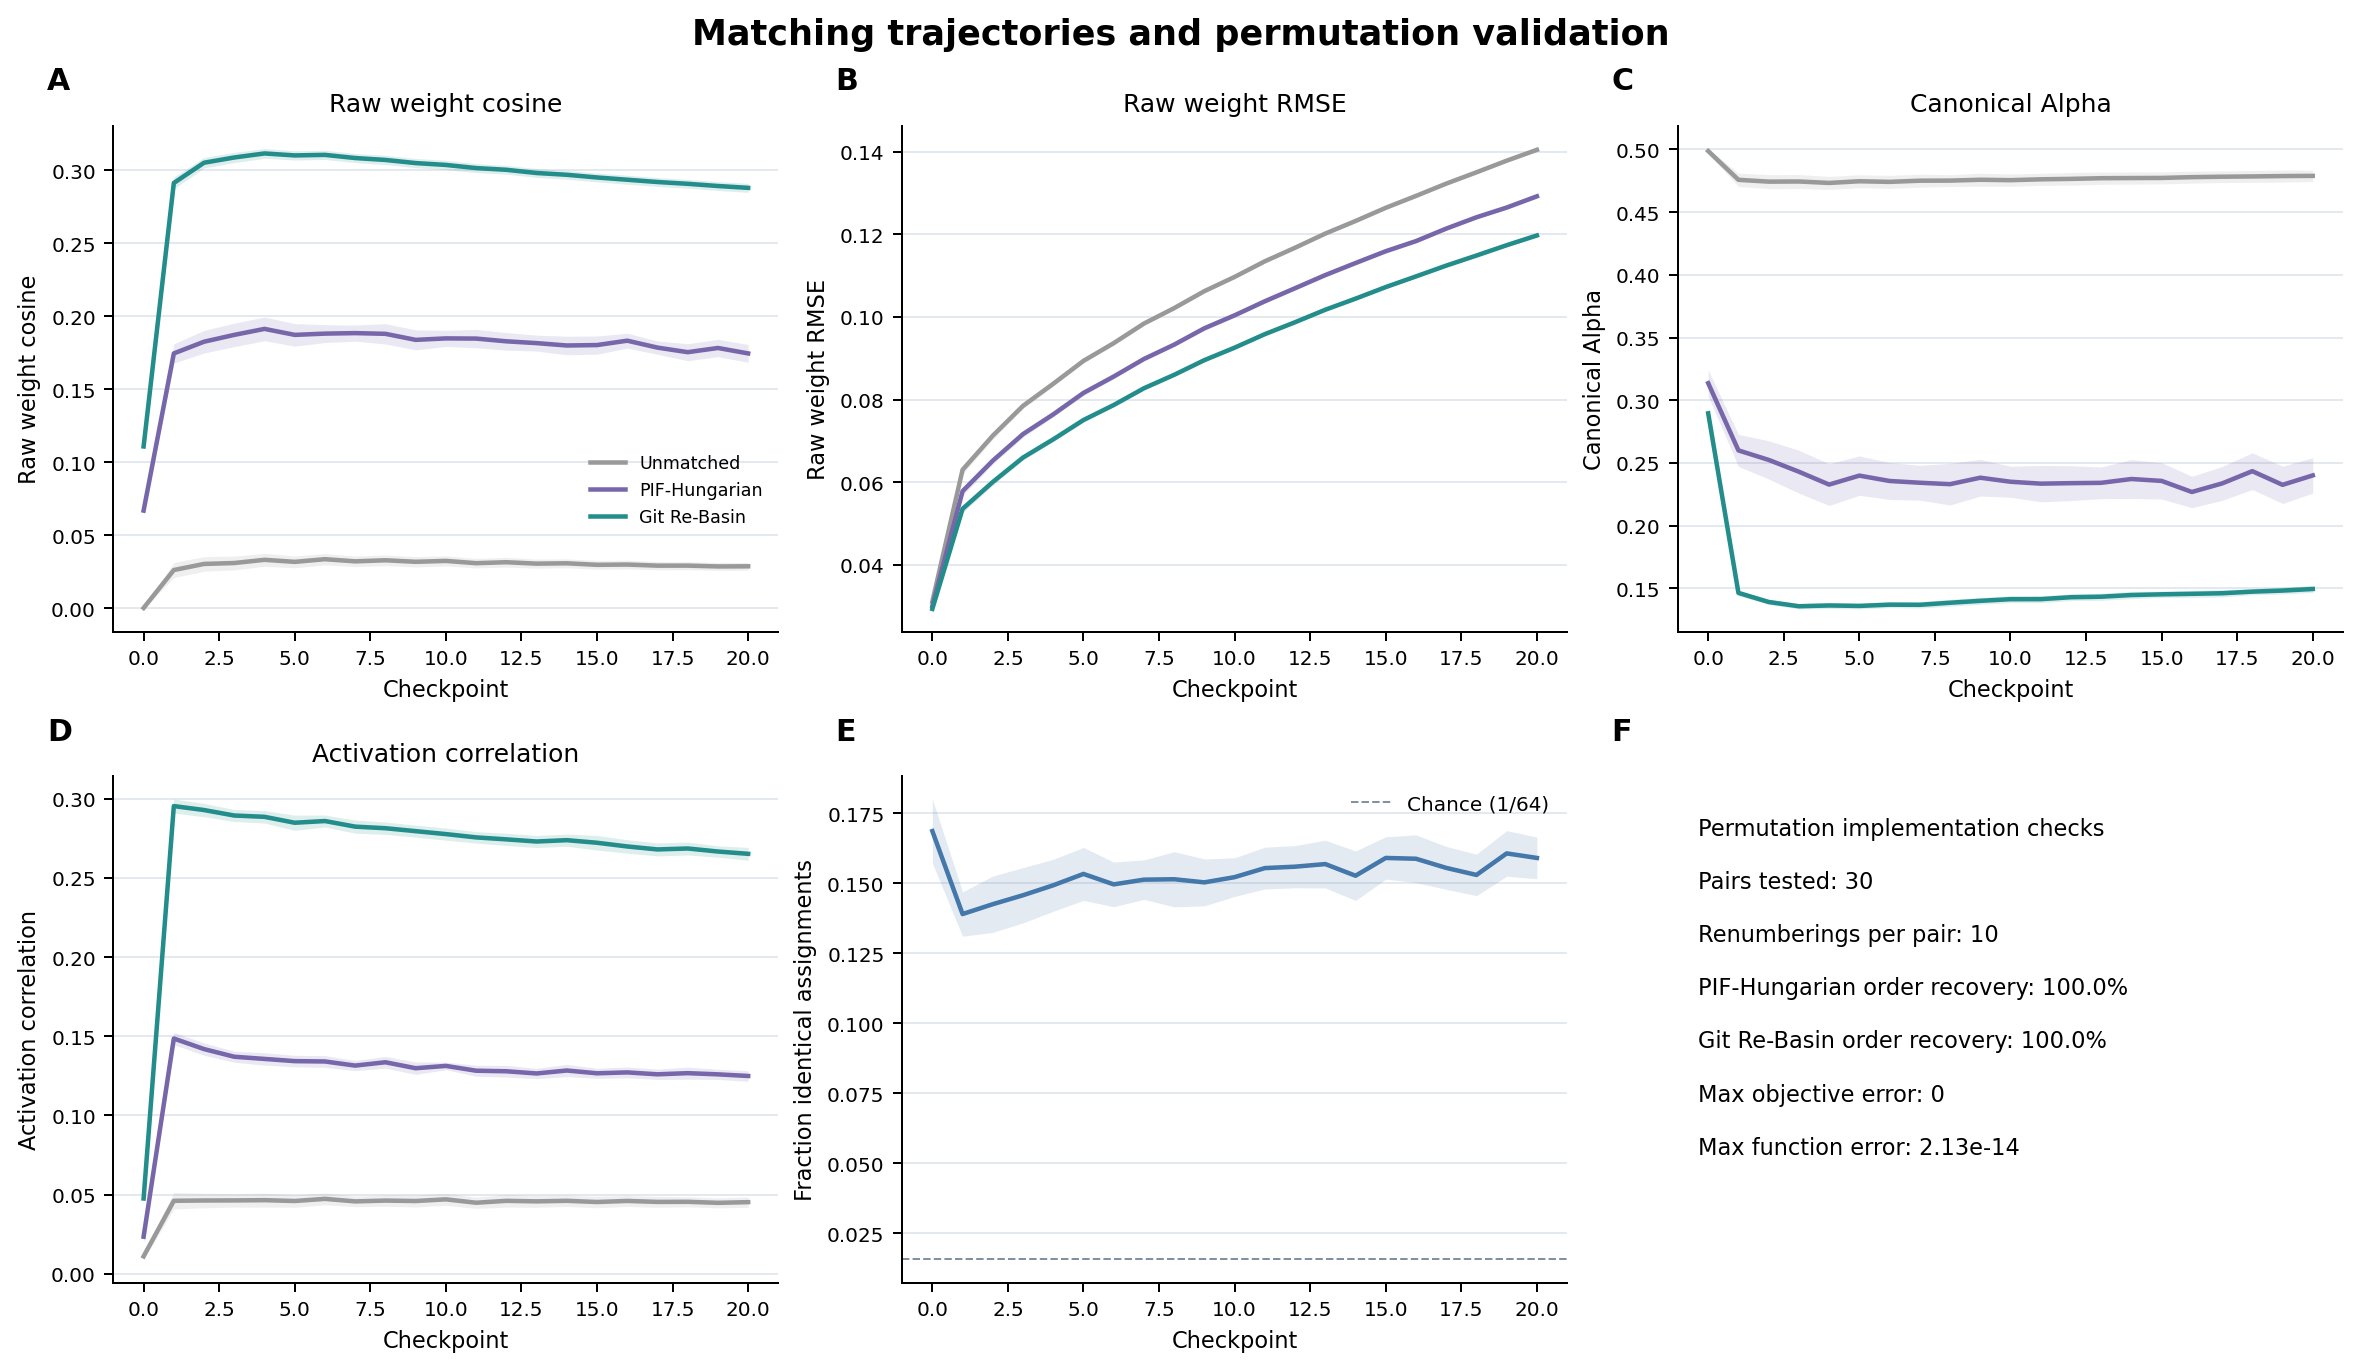 Matching trajectories and permutation validation
A
Raw weight cosine
Raw weight cosine
0.30
0.25
0.20
0.15
0.10
0.05
0.00
Unmatched
PIF-Hungarian
Git Re-Basin
0.0 2.5 5.0 7.5 10.0 12.5 15.0 17.5 20.0
Checkpoint
B
Raw weight RMSE
Raw weight RMSE
0.14
0.12
0.10
0.08
0.06
0.04
0.0 2.5 5.0 7.5 10.0 12.5 15.0 17.5 20.0
Checkpoint
C
Canonical Alpha
Canonical Alpha
0.50
0.45
0.40
0.35
0.30
0.25
0.20
0.15
0.0 2.5 5.0 7.5 10.0 12.5 15.0 17.5 20.0
Checkpoint
D
Activation correlation
Activation correlation
0.30
0.25
0.20
0.15
0.10
0.05
0.00
0.0 2.5 5.0 7.5 10.0 12.5 15.0 17.5 20.0
Checkpoint
E
Fraction identical assignments
Chance (1/64)
0.175
0.150
0.125
0.100
0.075
0.050
0.025
0.0 2.5 5.0 7.5 10.0 12.5 15.0 17.5 20.0
Checkpoint
F
Permutation implementation checks
Pairs tested: 30
Renumberings per pair: 10
PIF-Hungarian order recovery: 100.0%
Git Re-Basin order recovery: 100.0%
Max objective error: 0
Max function error: 2.13e-14